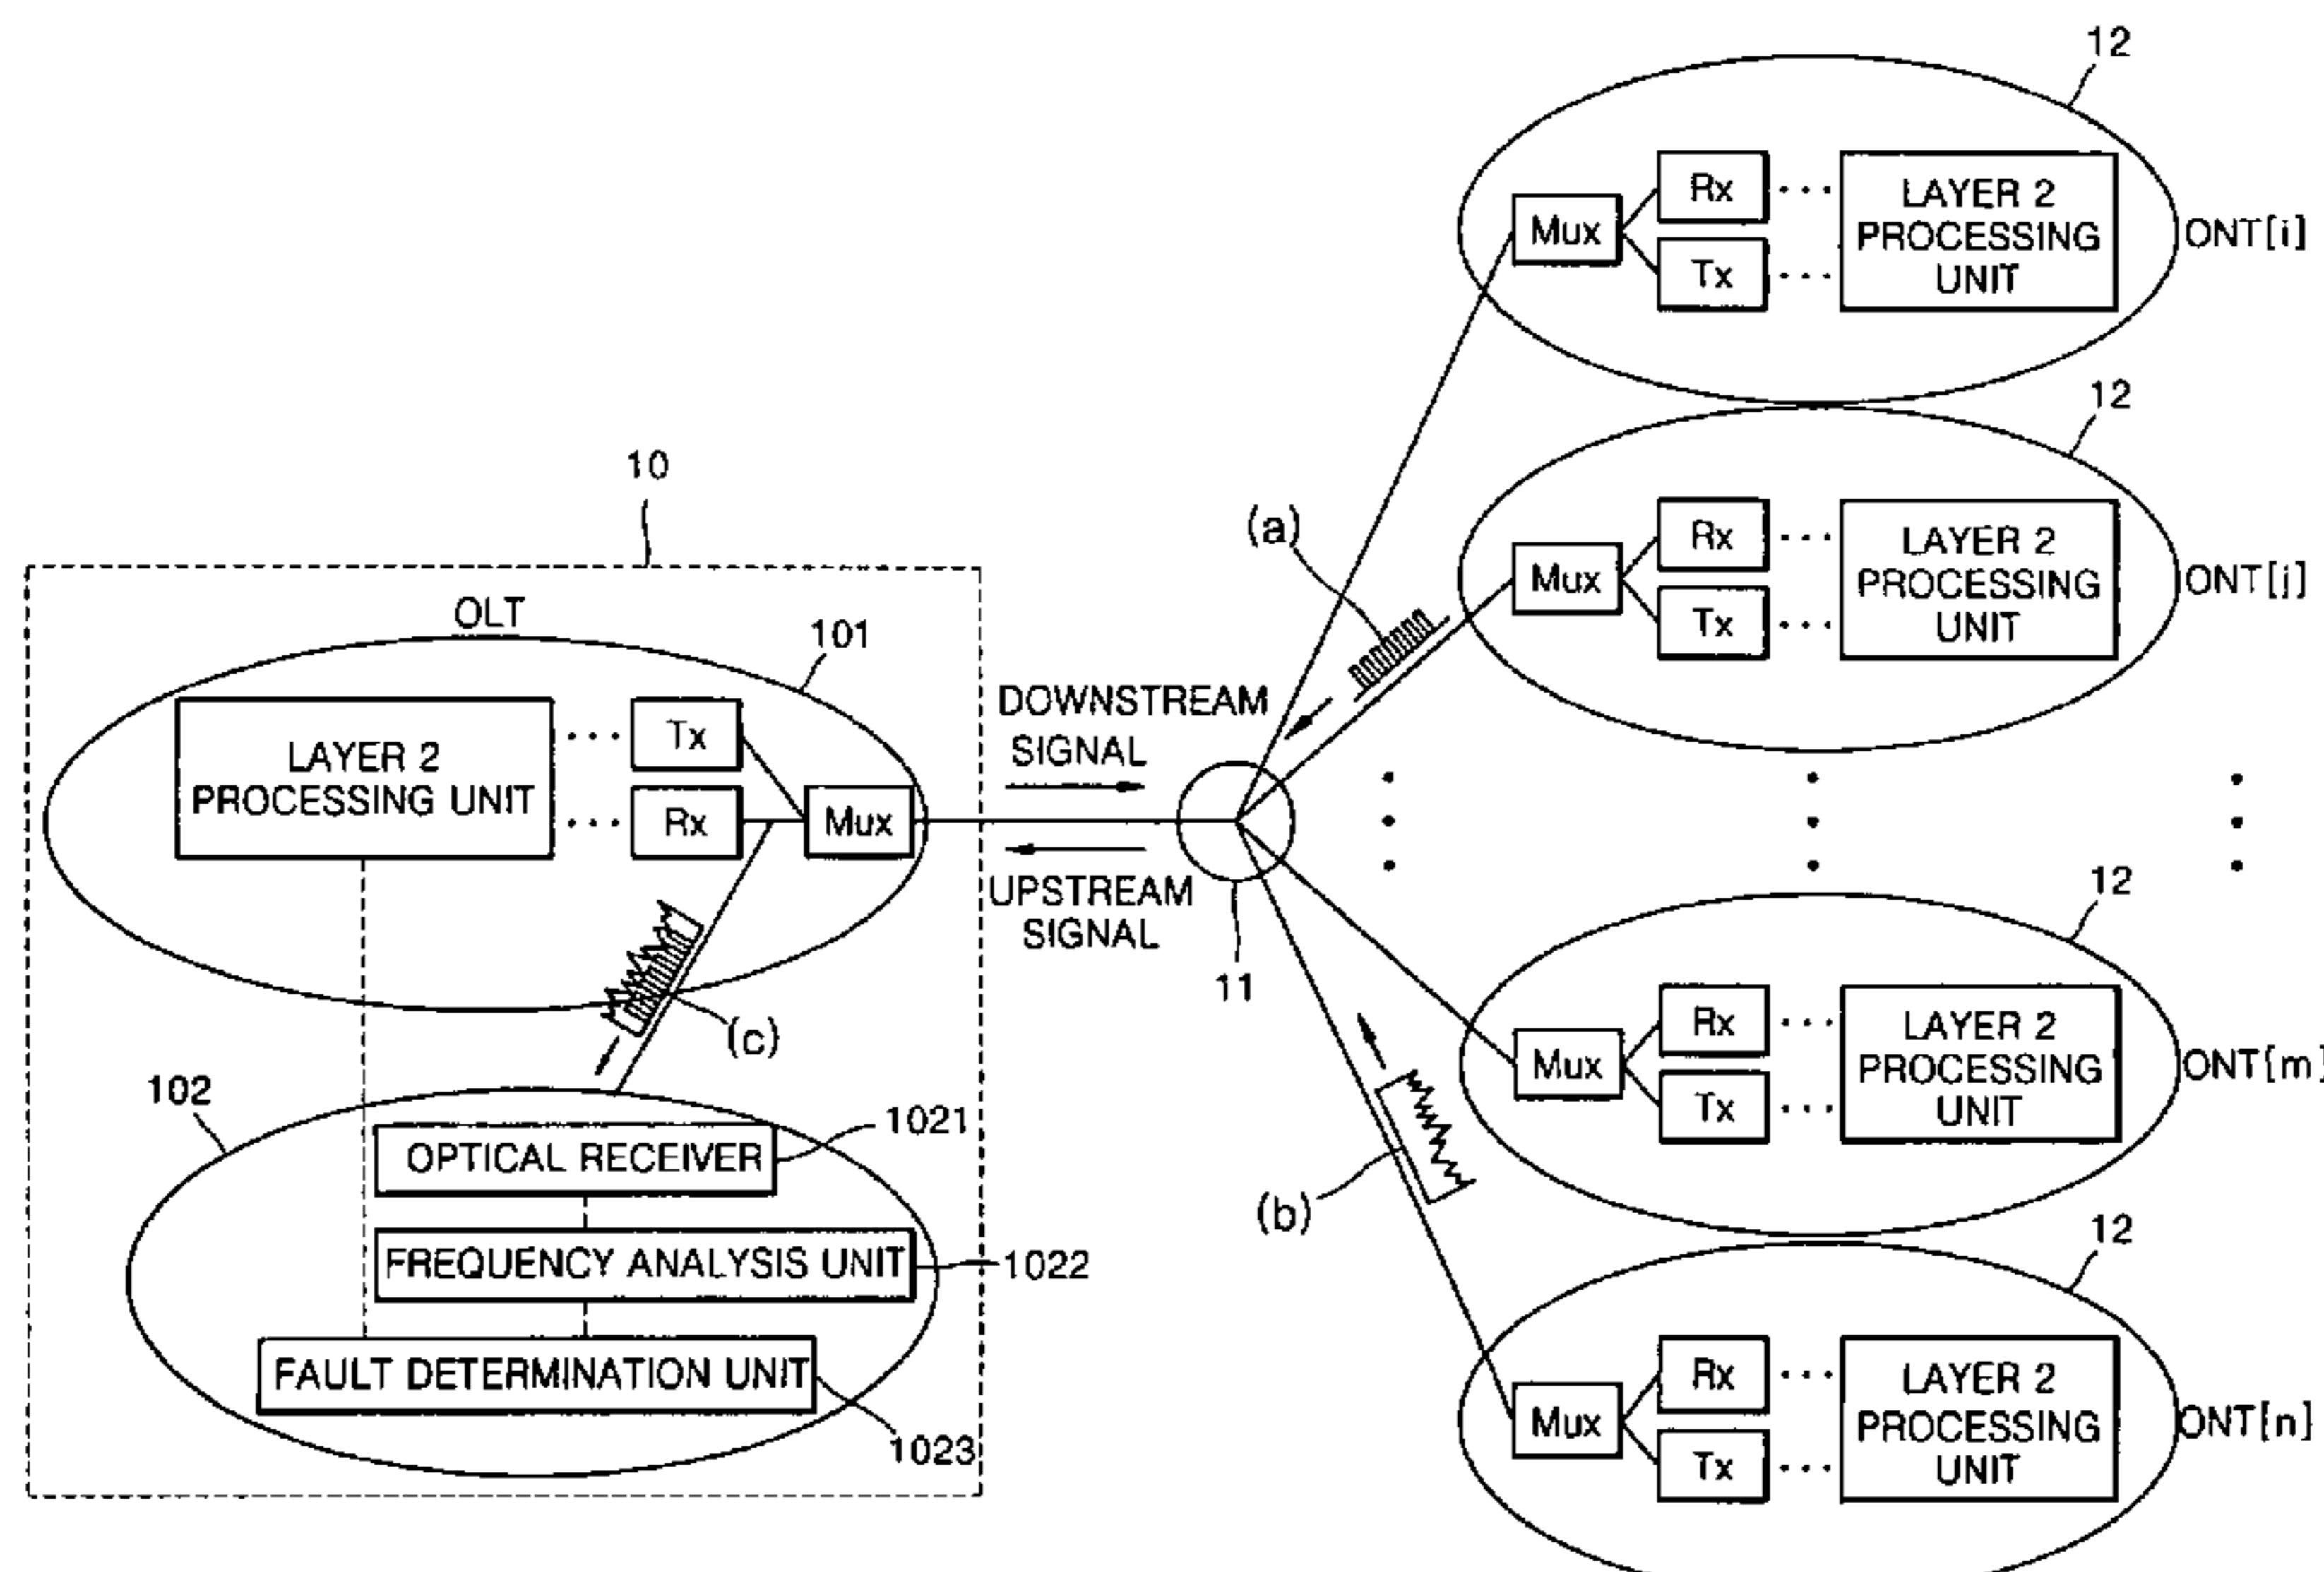 12
Rx
LAYER 2
PROCESSING
UNIT
Mux
Tx
ONT[i]
12
Rx
LAYER 2
PROCESSING
UNIT
Mux
Tx
ONT[j]
(a)
10
OLT
101
LAYER 2
PROCESSING UNIT
Tx
Rx
Mux
DOWNSTREAM
SIGNAL
UPSTREAM
SIGNAL
11
(c)
102
OPTICAL RECEIVER
1021
FREQUENCY ANALYSIS UNIT
1022
FAULT DETERMINATION UNIT
1023
12
Rx
LAYER 2
PROCESSING
UNIT
Mux
Tx
ONT[m]
(b)
12
Rx
LAYER 2
PROCESSING
UNIT
Mux
Tx
ONT[n]